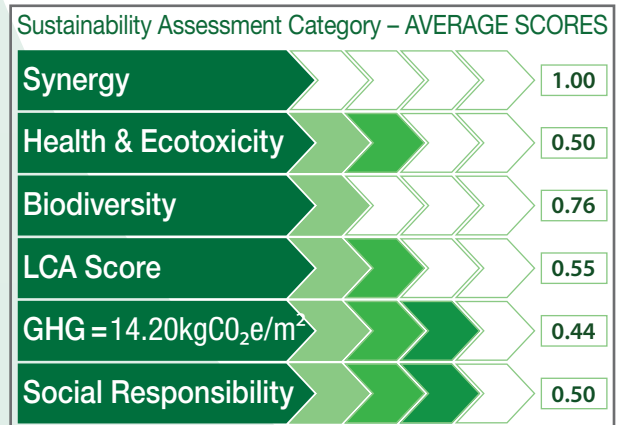 Sustainability Assessment Category – AVERAGE SCORES
Synergy 1.00
Health & Ecotoxicity 0.50
Biodiversity 0.76
LCA Score 0.55
GHG = 14.20kgC0₂e/m² 0.44
Social Responsibility 0.50